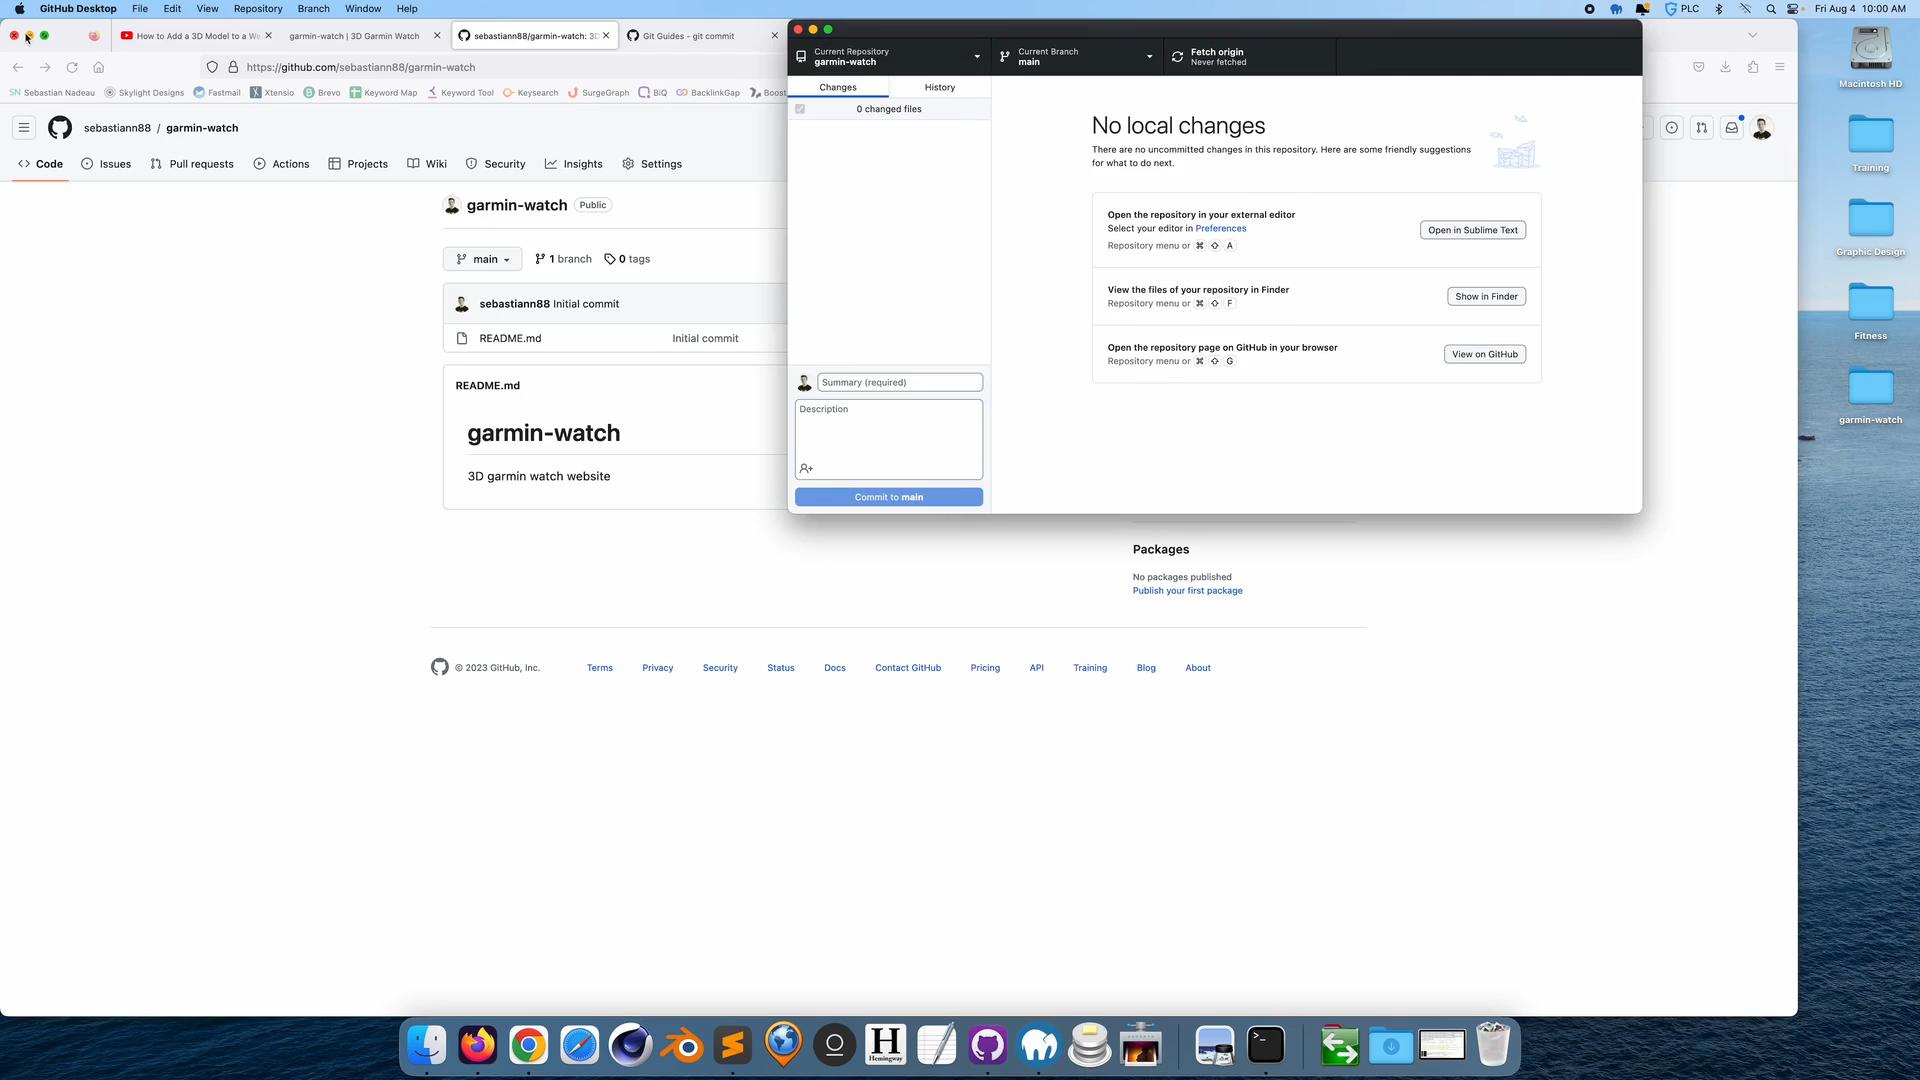 GitHub Desktop File Edit View Repository Branch Window Help
PLC Fri Aug 4 10:00 AM
How to Add a 3D Model to a We
garmin-watch | 3D Garmin Watch
sebastiann88/garmin-watch: 3D
Git Guides - git commit
https://github.com/sebastiann88/garmin-watch
Sebastian Nadeau
Skylight Designs
Fastmail
Xtensio
Brevo
Keyword Map
Keyword Tool
Keysearch
SurgeGraph
BiQ
BacklinkGap
Boost
sebastiann88 / garmin-watch
Code
Issues
Pull requests
Actions
Projects
Wiki
Security
Insights
Settings
garmin-watch Public
main
1 branch
0 tags
sebastiann88 Initial commit
README.md Initial commit
README.md
garmin-watch
3D garmin watch website
Current Repository
garmin-watch
Current Branch
main
Fetch origin
Never fetched
Changes
History
0 changed files
Summary (required)
Description
Commit to main
No local changes
There are no uncommitted changes in this repository. Here are some friendly suggestions
for what to do next.
Open the repository in your external editor
Select your editor in Preferences
Repository menu or ⌘ ⇧ A
Open in Sublime Text
View the files of your repository in Finder
Repository menu or ⌘ ⇧ F
Show in Finder
Open the repository page on GitHub in your browser
Repository menu or ⌘ ⇧ G
View on GitHub
Packages
No packages published
Publish your first package
© 2023 GitHub, Inc.
Terms
Privacy
Security
Status
Docs
Contact GitHub
Pricing
API
Training
Blog
About
Macintosh HD
Training
Graphic Design
Fitness
garmin-watch
H
Hemingway